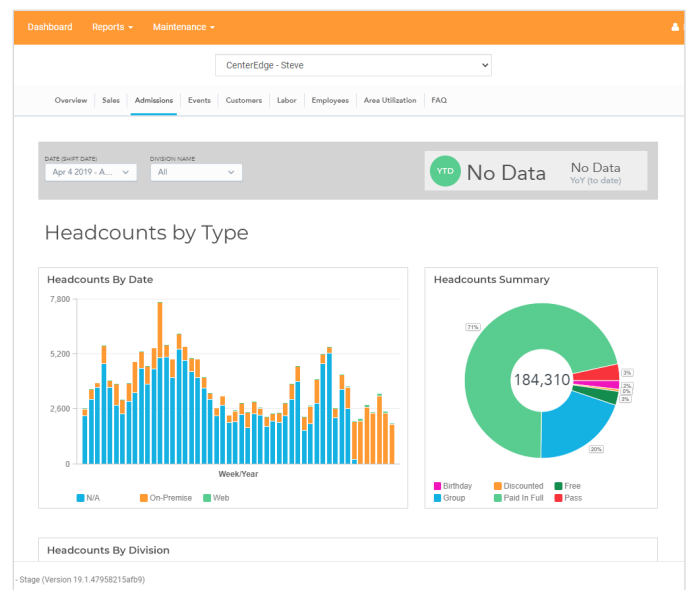 Dashboard Reports Maintenance
CenterEdge - Steve
Overview Sales Admissions Events Customers Labor Employees Area Utilization FAQ
DATE (SHIFT DATE) DIVISION NAME
Apr 4 2019 - A... All
YTD No Data No Data
YoY (to date)
Headcounts by Type
Headcounts By Date
7,800
5,200
2,600
0
Week/Year
N/A On-Premise Web
Headcounts Summary
71%
184,310
3%
2%
0%
3%
20%
Birthday Discounted Free
Group Paid In Full Pass
Headcounts By Division
- Stage (Version 19.1.47958215afb9)